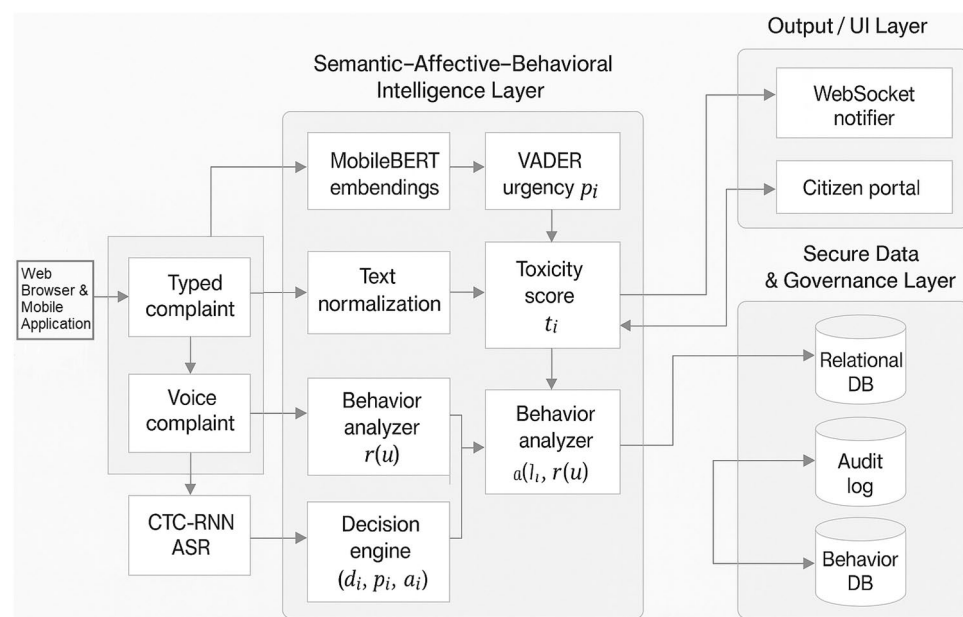 Output / UI Layer
Semantic–Affective–Behavioral
Intelligence Layer
WebSocket
notifier
MobileBERT
embeddings
VADER
urgency pᵢ
Citizen portal
Web
Browser &
Mobile
Application
Typed
complaint
Text
normalization
Toxicity
score
tᵢ
Secure Data
& Governance Layer
Relational
DB
Voice
complaint
Behavior
analyzer
r(u)
Behavior
analyzer
r(u)
Audit
log
CTC-RNN
ASR
Decision
engine
(dᵢ, pᵢ, aᵢ)
Behavior
DB